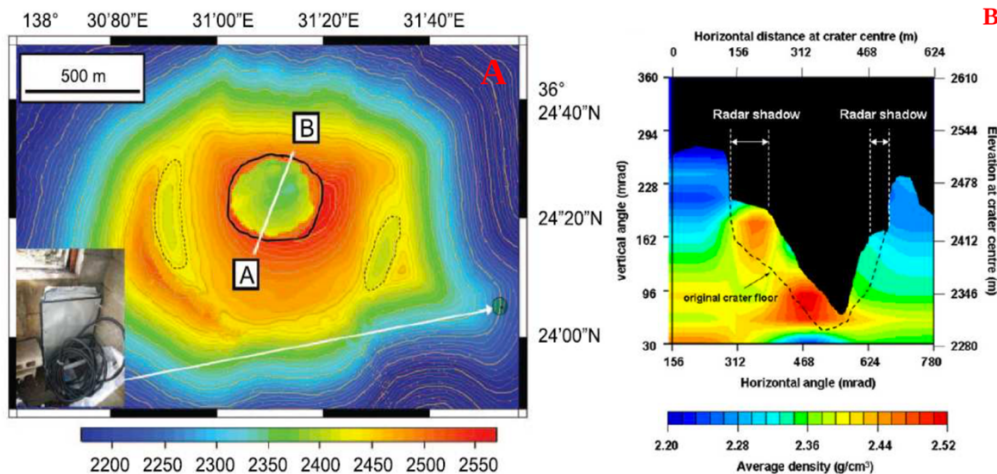 138° 30'80"E 31'00"E 31'20"E 31'40"E
500 m
A
B
A
36°
24'40"N
24'20"N
24'00"N
2200 2250 2300 2350 2400 2450 2500 2550
B
Horizontal distance at crater centre (m)
0 156 312 468 624
360 2610
294 2544
228 2478
162 2412
96 2346
30 2280
Radar shadow Radar shadow
vertical angle (mrad)
Elevation at crater centre (m)
original crater floor
156 312 468 624 780
Horizontal angle (mrad)
2.20 2.28 2.36 2.44 2.52
Average density (g/cm³)